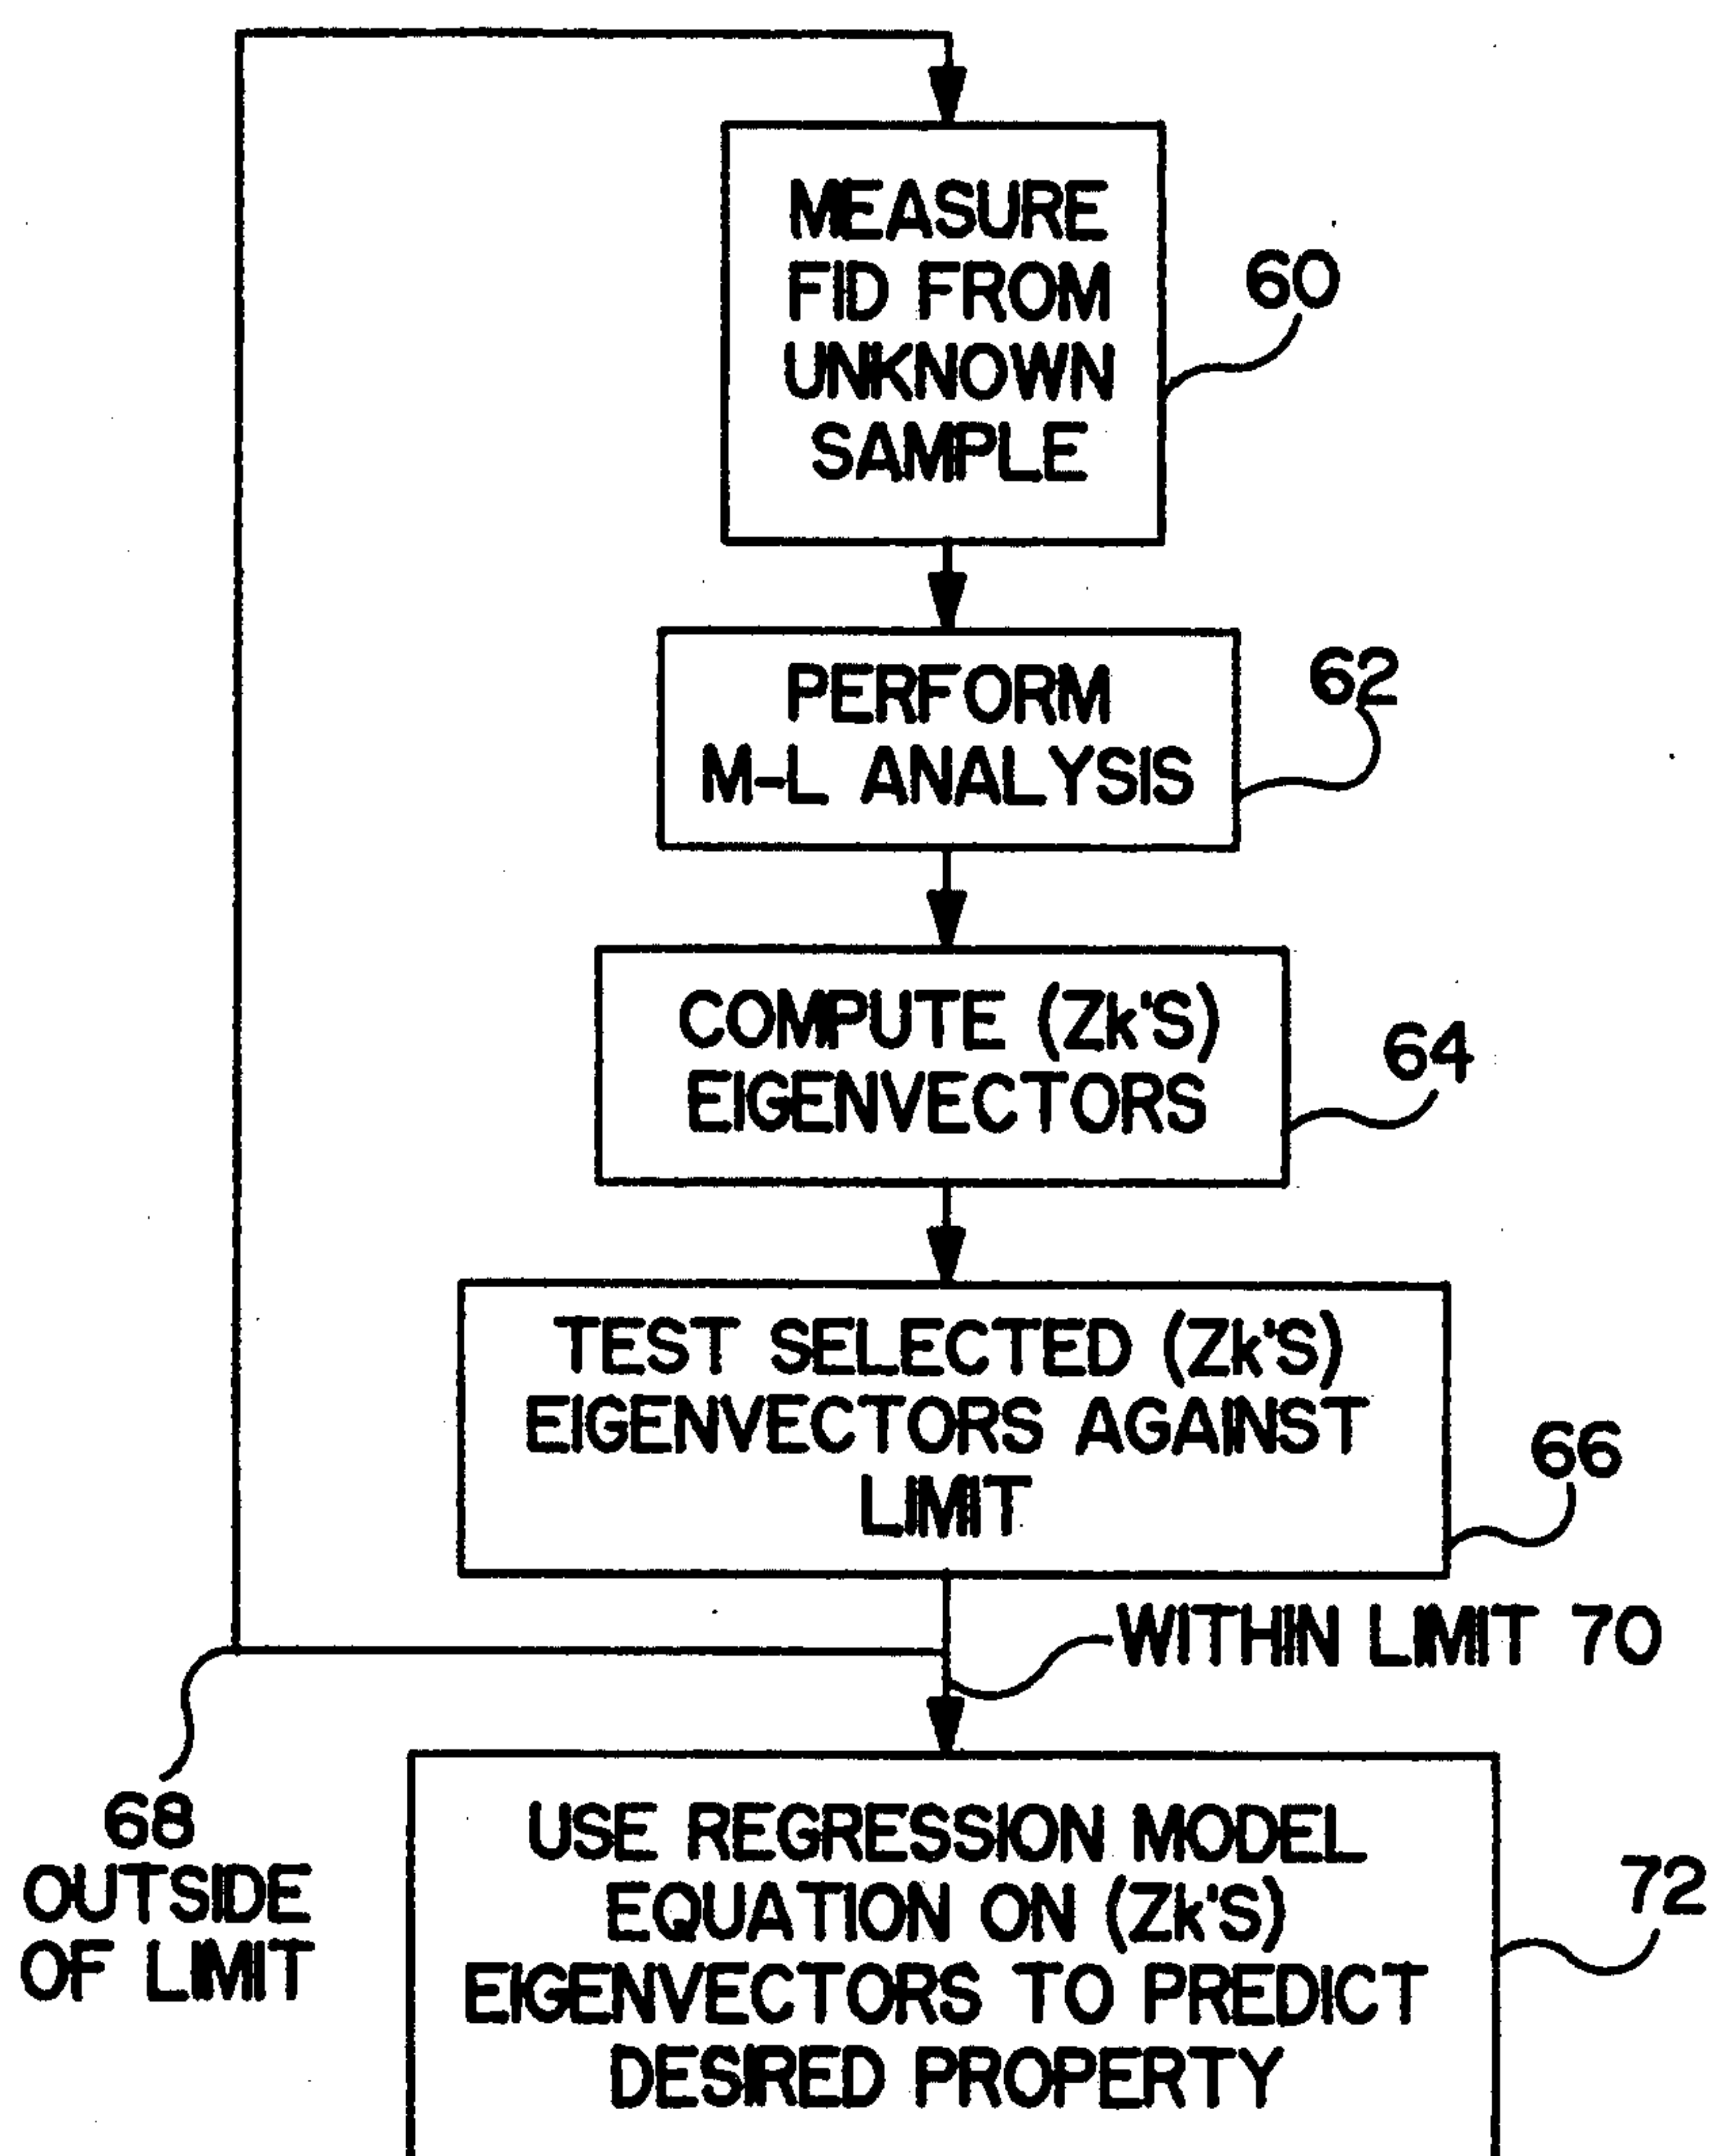 MEASURE
FID FROM
UNKNOWN
SAMPLE
60
PERFORM
M-L ANALYSIS
62
COMPUTE (Zk'S)
EIGENVECTORS
64
TEST SELECTED (Zk'S)
EIGENVECTORS AGAINST
LIMIT
66
WITHIN LIMIT 70
68
OUTSIDE
OF LIMIT
USE REGRESSION MODEL
EQUATION ON (Zk'S)
EIGENVECTORS TO PREDICT
DESIRED PROPERTY
72